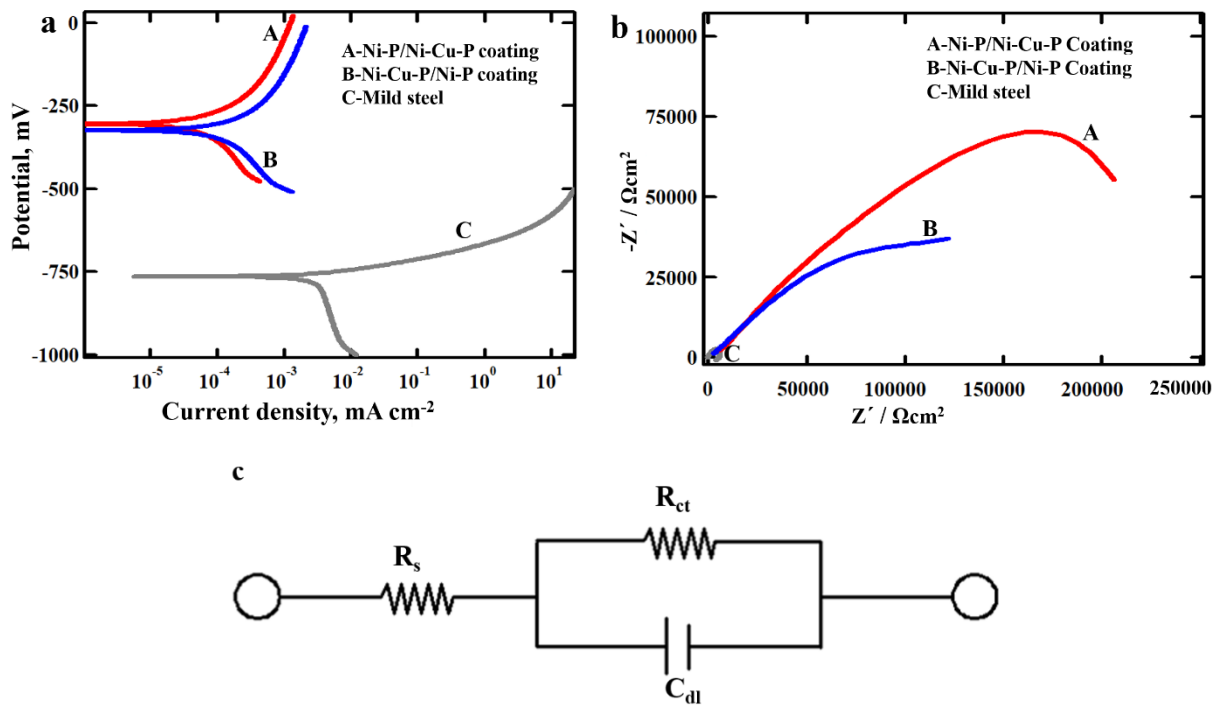 a
0
-250
-500
-750
-1000
Potential, mV
A
B
C
A-Ni-P/Ni-Cu-P coating
B-Ni-Cu-P/Ni-P coating
C-Mild steel
10⁻⁵ 10⁻⁴ 10⁻³ 10⁻² 10⁻¹ 10⁰ 10¹
Current density, mA cm⁻²
b
100000
75000
50000
25000
0
-Z´ / Ωcm²
A-Ni-P/Ni-Cu-P Coating
B-Ni-Cu-P/Ni-P Coating
C-Mild steel
A
B
C
0 50000 100000 150000 200000 250000
Z´ / Ωcm²
c
R_ct
R_s
C_dl